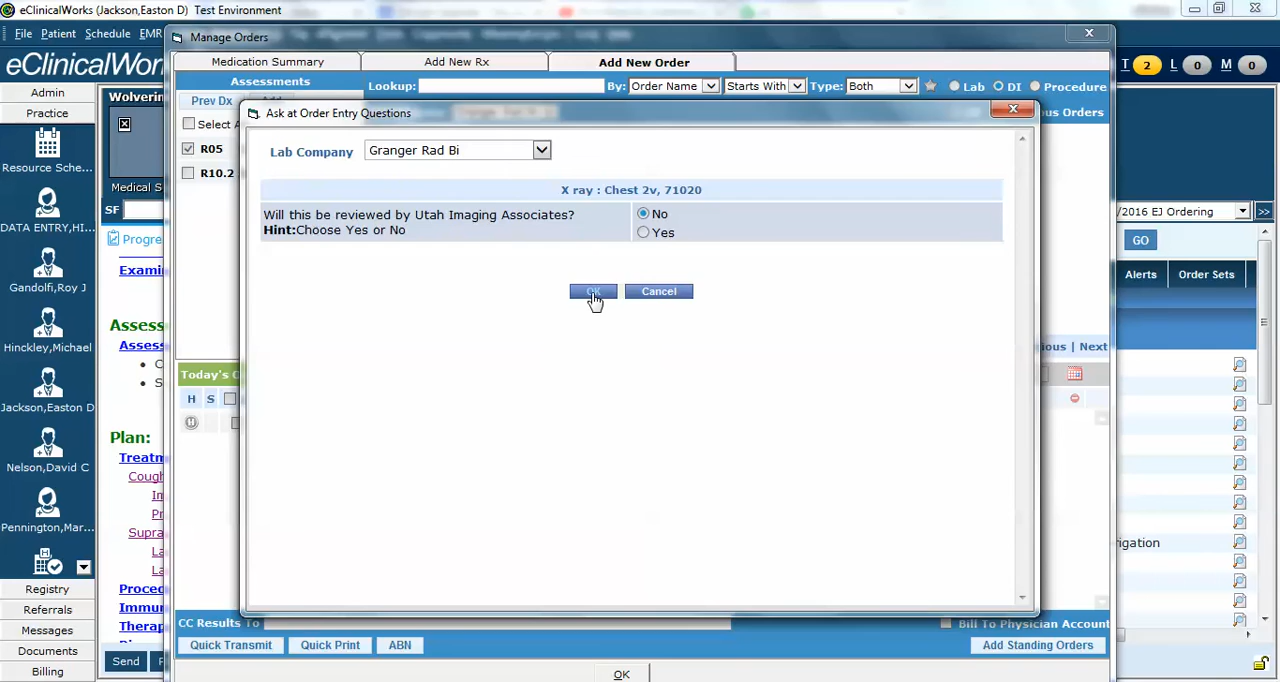 eClinicalWorks (Jackson,Easton D) Test Environment
File Patient Schedule EMR
eClinicalWor
T 2 L 0 M 0
Admin
Practice
Resource Sche...
DATA ENTRY,HI...
Gandolfi,Roy J
Hinckley,Michael
Jackson,Easton D
Nelson,David C
Pennington,Mar...
Registry
Referrals
Messages
Documents
Billing
Wolverin
Medical S
SF
Progre
Examin
Assess
Assess
C
S
Plan:
Treatm
Cough
Im
Pr
Supra
La
La
Proced
Immun
Therap
Send P
Manage Orders
Medication Summary Add New Rx Add New Order
Assessments Lookup: By: Order Name Starts With Type: Both Lab DI Procedure
Prev Dx Add
us Orders
Select A
R05
R10.2
Ask at Order Entry Questions
Lab Company Granger Rad Bi
X ray : Chest 2v, 71020
Will this be reviewed by Utah Imaging Associates?
Hint:Choose Yes or No
No
Yes
OK Cancel
ious | Next
Today's O
H S
CC Results To Bill To Physician Account
Quick Transmit Quick Print ABN Add Standing Orders
OK
/2016 EJ Ordering >>
GO
Alerts Order Sets
rigation